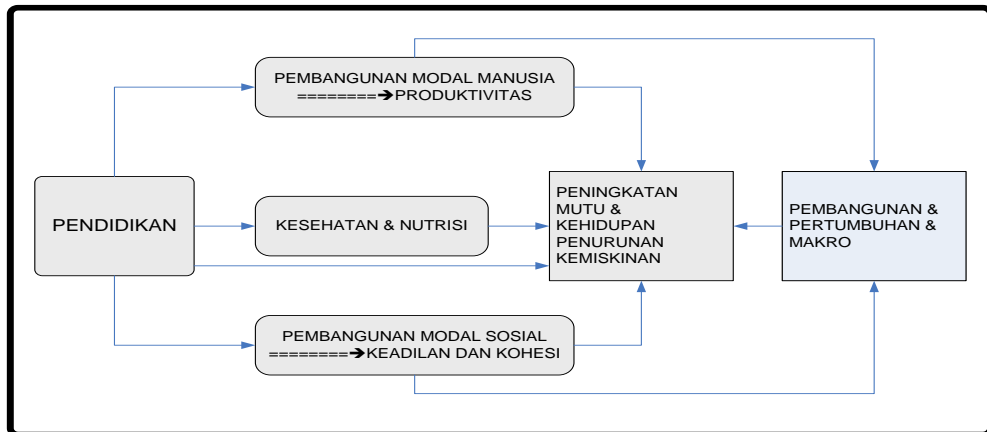 PEMBANGUNAN MODAL MANUSIA
========➔PRODUKTIVITAS
PENDIDIKAN
KESEHATAN & NUTRISI
PENINGKATAN
MUTU &
KEHIDUPAN
PENURUNAN
KEMISKINAN
PEMBANGUNAN &
PERTUMBUHAN &
MAKRO
PEMBANGUNAN MODAL SOSIAL
========➔KEADILAN DAN KOHESI